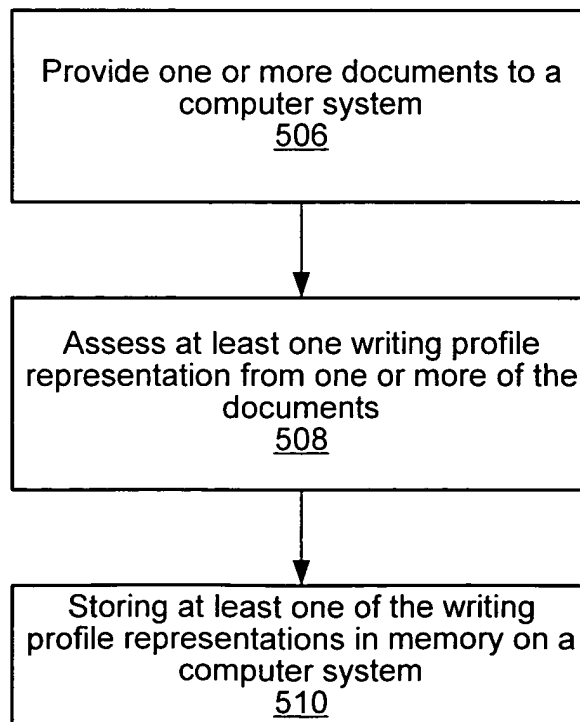 Provide one or more documents to a
computer system
506
Assess at least one writing profile
representation from one or more of the
documents
508
Storing at least one of the writing
profile representations in memory on a
computer system
510